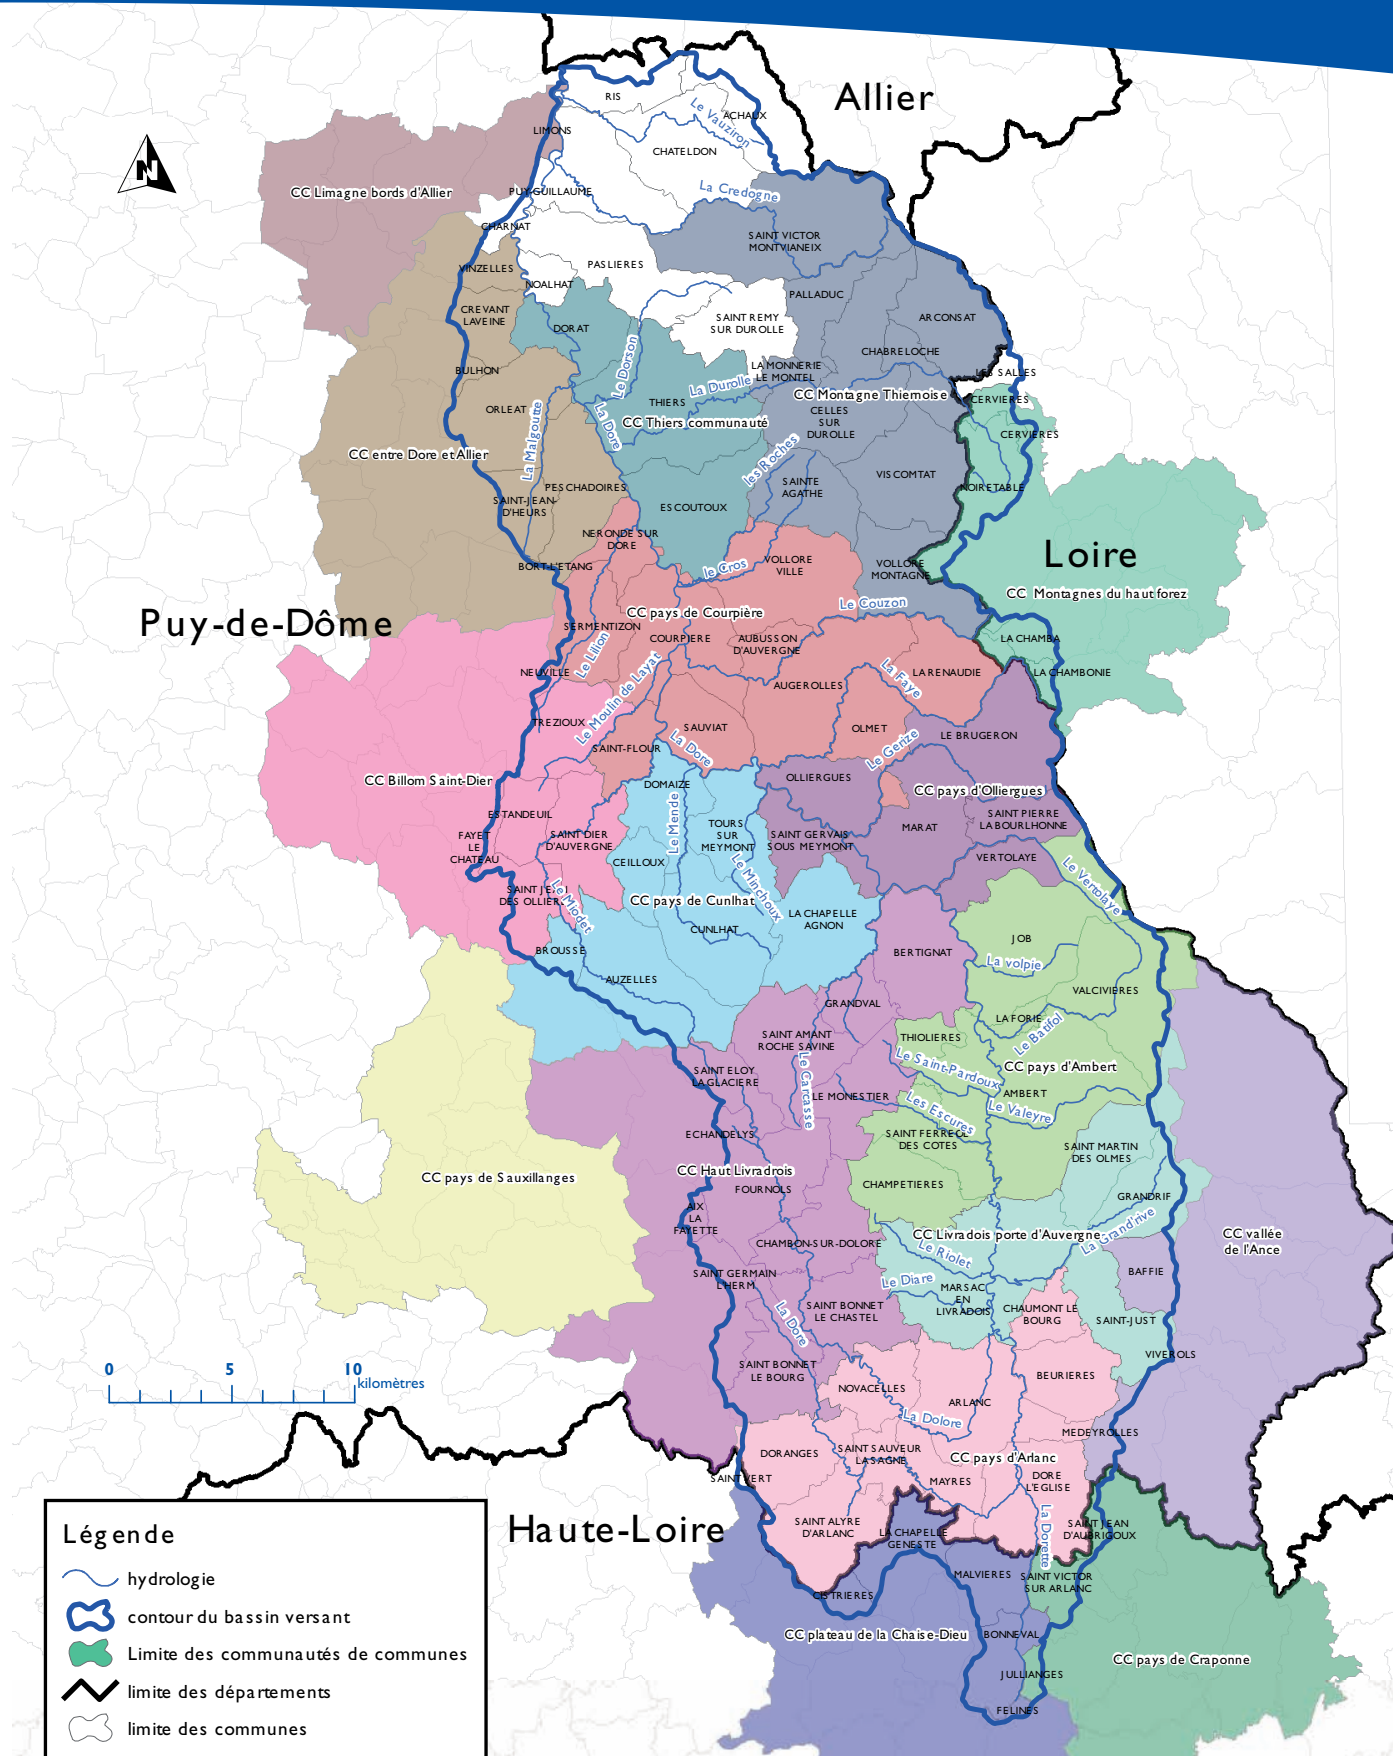 Allier
RIS
Le Vauziron
LACHAUX
LIMONS
CHATELDON
CC Limagne bords d'Allier
PUY-GUILLAUME
La Credogne
CHARNAT
SAINT VICTOR
MONTVIANEIX
VINZELLES
PASLIERES
NOALHAT
PALLADUC
CREVANT
LAVEINE
DORAT
SAINT REMY
SUR DUROLLE
ARCONSAT
Le Dorson
CHABRELOCHE
BULHON
LA MONNERIE
LE MONTEL
LES SALLES
La Durolle
CC Montagne Thiernoise
CERVIERES
ORLEAT
THIERS
La Dore
CC Thiers communauté
CELLES
SUR
DUROLLE
CERVIERES
La Malgoutte
CC entre Dore et Allier
les Roches
VISCOMTAT
PESCHADOIRES
SAINTE
AGATHE
NOIRETABLE
SAINT-JEAN-
D'HEURS
ESCOUTOUX
NERONDE SUR
DORE
Loire
BORT-L'ETANG
le Cros
VOLLORE
VILLE
VOLLORE
MONTAGNE
CC Montagnes du haut forez
Puy-de-Dôme
CC pays de Courpière
Le Couzon
SERMENTIZON
COURPIERE
AUBUSSON
D'AUVERGNE
LA CHAMBA
Le Lilion
NEUVILLE
Le Moulin de Layat
AUGEROLLES
La Faye
LA RENAUDIE
LA CHAMBONIE
TREZIOUX
SAUVIAT
OLMET
LE BRUGERON
SAINT-FLOUR
La Dore
Le Gerize
CC Billom Saint-Dier
DOMAIZE
OLLIERGUES
CC pays d'Olliergues
ESTANDEUIL
Le Mende
TOURS
SUR
MEYMONT
SAINT PIERRE
LA BOURLHONNE
FAYET
LE
CHATEAU
SAINT DIER
D'AUVERGNE
SAINT GERVAIS
SOUS MEYMONT
MARAT
CEILLOUX
Le Minchoux
VERTOLAYE
Le Vertolaye
Le Miodet
CC pays de Cunlhat
LA CHAPELLE
AGNON
CUNLHAT
BROUSSE
BERTIGNAT
JOB
La volpie
AUZELLES
VALCIVIERES
GRANDVAL
LA FORIE
SAINT AMANT
ROCHE SAVINE
THIOLIERES
Le Batifol
Le Saint-Pardoux
CC pays d'Ambert
SAINT ELOY
LA GLACIERE
Le Carcasse
LE MONESTIER
AMBERT
Les Escures
Le Valeyre
ECHANDELYS
SAINT FERREOL
DES COTES
SAINT MARTIN
DES OLMES
CC pays de Sauxillanges
CC Haut Livradrois
FOURNOLS
CHAMPETIERES
GRANDRIF
AIX
LA
FAYETTE
CC Livradois porte d'Auvergne
La Grand'rive
CC vallée
de l'Ance
CHAMBON-SUR-DOLORE
Le Riolet
SAINT GERMAIN
L'HERM
Le Diare
BAFFIE
MARSAC
EN
LIVRADOIS
SAINT BONNET
LE CHASTEL
CHAUMONT LE
BOURG
SAINT-JUST
La Dore
VIVEROLS
0 5 10
kilomètres
SAINT BONNET
LE BOURG
BEURIERES
NOVACELLES
ARLANC
La Dolore
MEDEYROLLES
DORANGES
SAINT SAUVEUR
LA SAGNE
CC pays d'Arlanc
SAINT VERT
MAYRES
DORE
L'EGLISE
Haute-Loire
SAINT ALYRE
D'ARLANC
LA CHAPELLE
GENESTE
La Dorette
SAINT JEAN
D'AUBRIGOUX
MALVIERES
SAINT VICTOR
SUR ARLANC
CISTRIERES
CC plateau de la Chaise-Dieu
BONNEVAL
CC pays de Craponne
JULLIANGES
FELINES
Légende
hydrologie
contour du bassin versant
Limite des communautés de communes
limite des départements
limite des communes
N